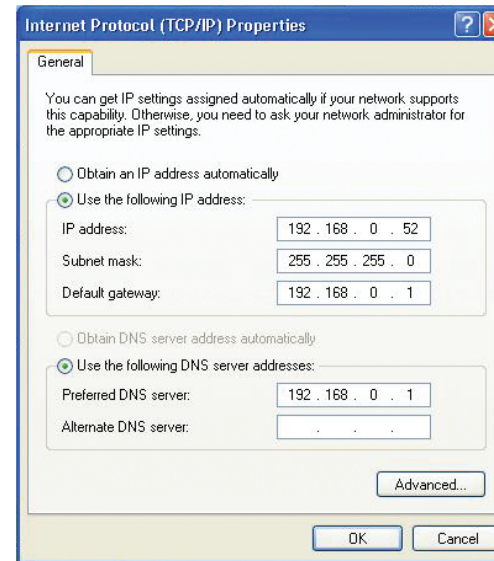 Internet Protocol (TCP/IP) Properties
?
General
You can get IP settings assigned automatically if your network supports
this capability. Otherwise, you need to ask your network administrator for
the appropriate IP settings.
Obtain an IP address automatically
Use the following IP address:
IP address: 192 . 168 . 0 . 52
Subnet mask: 255 . 255 . 255 . 0
Default gateway: 192 . 168 . 0 . 1
Obtain DNS server address automatically
Use the following DNS server addresses:
Preferred DNS server: 192 . 168 . 0 . 1
Alternate DNS server: . . .
Advanced...
OK Cancel